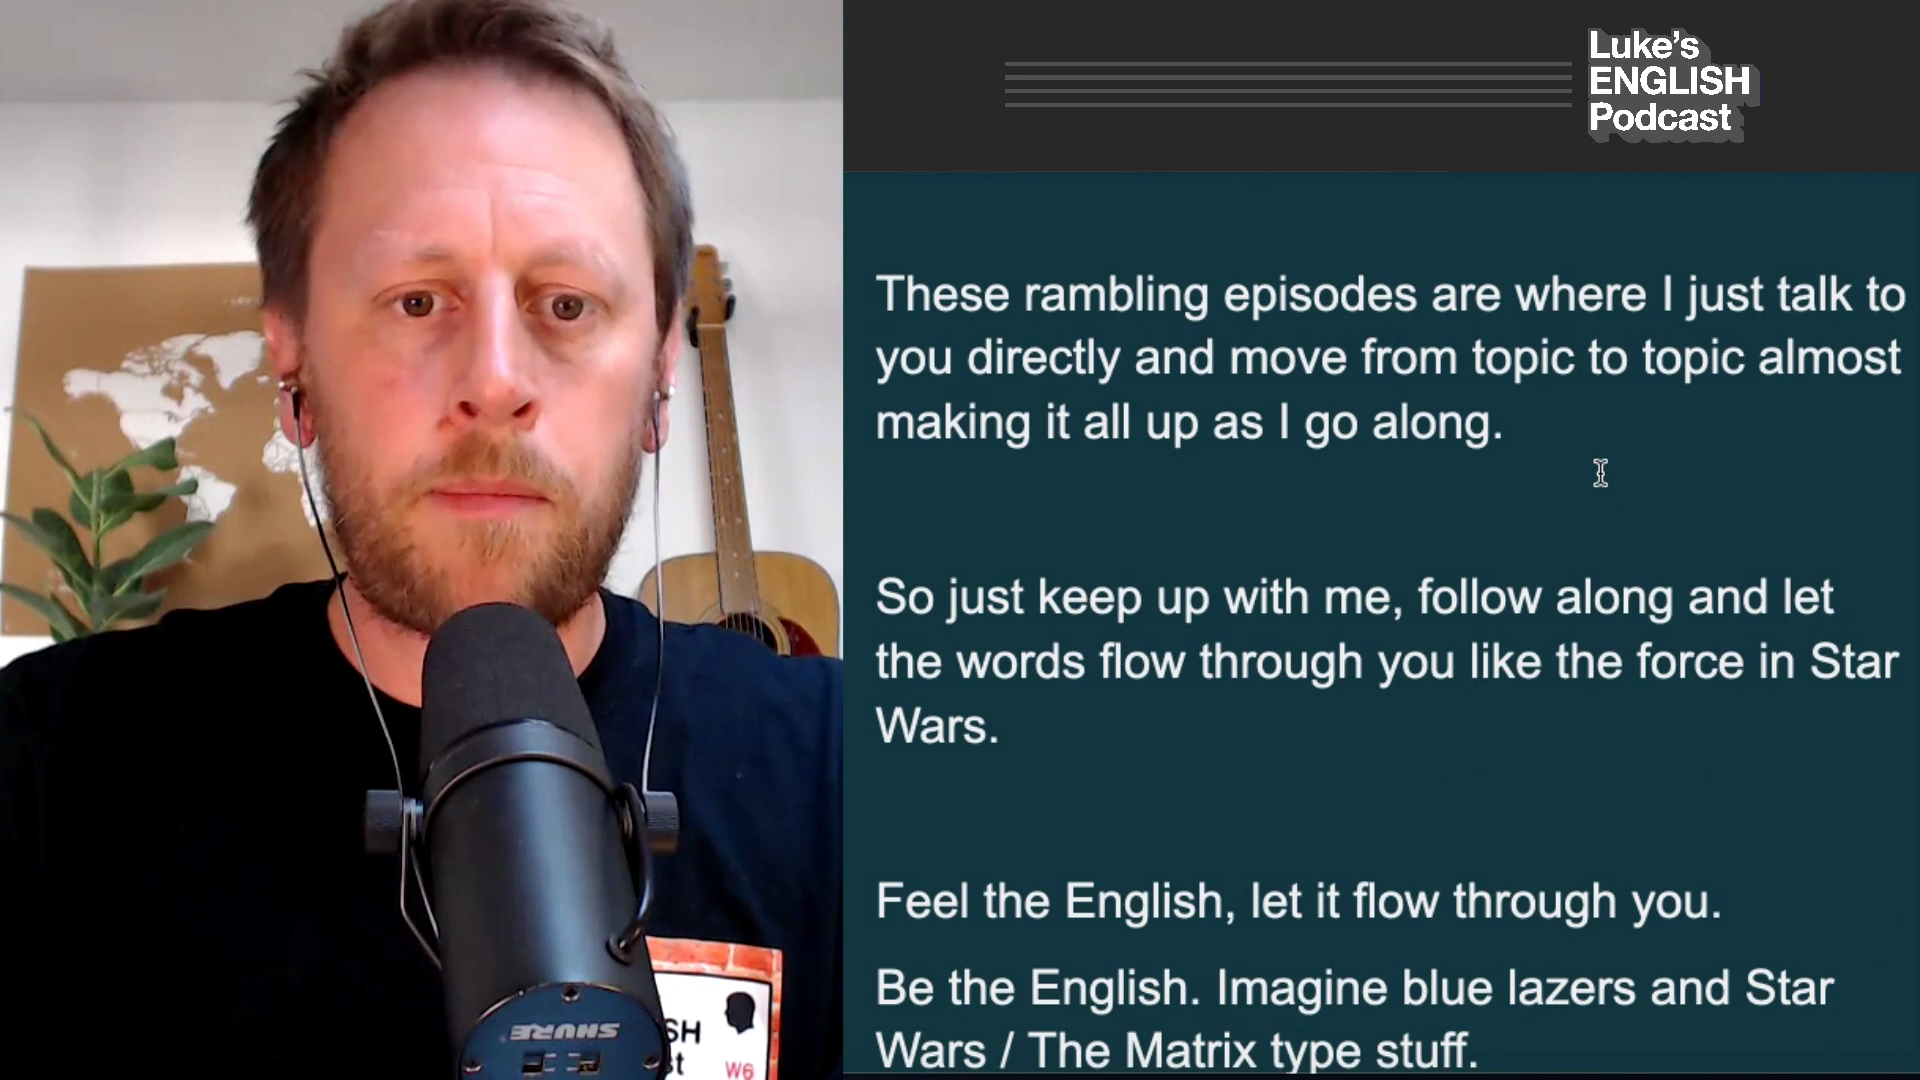 Luke's
ENGLISH
Podcast
These rambling episodes are where I just talk to
you directly and move from topic to topic almost
making it all up as I go along.
So just keep up with me, follow along and let
the words flow through you like the force in Star
Wars.
Feel the English, let it flow through you.
Be the English. Imagine blue lazers and Star
Wars / The Matrix type stuff.
SHURE
SH
st
W6